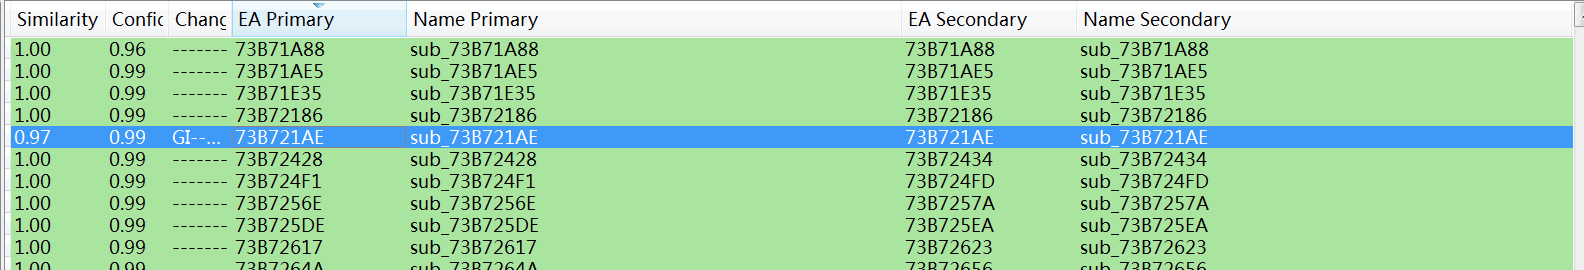 Similarity Confic Chang EA Primary Name Primary EA Secondary Name Secondary
1.00 0.96 ------- 73B71A88 sub_73B71A88 73B71A88 sub_73B71A88
1.00 0.99 ------- 73B71AE5 sub_73B71AE5 73B71AE5 sub_73B71AE5
1.00 0.99 ------- 73B71E35 sub_73B71E35 73B71E35 sub_73B71E35
1.00 0.99 ------- 73B72186 sub_73B72186 73B72186 sub_73B72186
0.97 0.99 GI--... 73B721AE sub_73B721AE 73B721AE sub_73B721AE
1.00 0.99 ------- 73B72428 sub_73B72428 73B72434 sub_73B72434
1.00 0.99 ------- 73B724F1 sub_73B724F1 73B724FD sub_73B724FD
1.00 0.99 ------- 73B7256E sub_73B7256E 73B7257A sub_73B7257A
1.00 0.99 ------- 73B725DE sub_73B725DE 73B725EA sub_73B725EA
1.00 0.99 ------- 73B72617 sub_73B72617 73B72623 sub_73B72623
1.00 0.99 ------- 73B7264A sub_73B7264A 73B72656 sub_73B72656